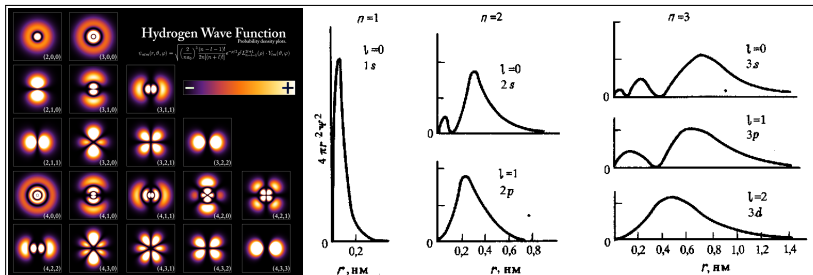 Hydrogen Wave Function
Probability density plots.
(2,0,0)
(3,0,0)
(2,1,0)
(3,1,0)
(3,1,1)
− +
(2,1,1)
(3,2,0)
(3,2,1)
(3,2,2)
(4,0,0)
(4,1,0)
(4,1,1)
(4,2,0)
(4,2,1)
(4,2,2)
(4,3,0)
(4,3,1)
(4,3,2)
(4,3,3)
n=1
l=0
1s
4πr²ψ²
0
0,2
r, нм
n=2
l=0
2s
0
l=1
2p
0
0 0,2 0,4 0,6 0,8
r, нм
n=3
l=0
3s
0
l=1
3p
0
l=2
3d
0
0,2 0,4 0,6 0,8 1,0 1,2 1,4
r, нм